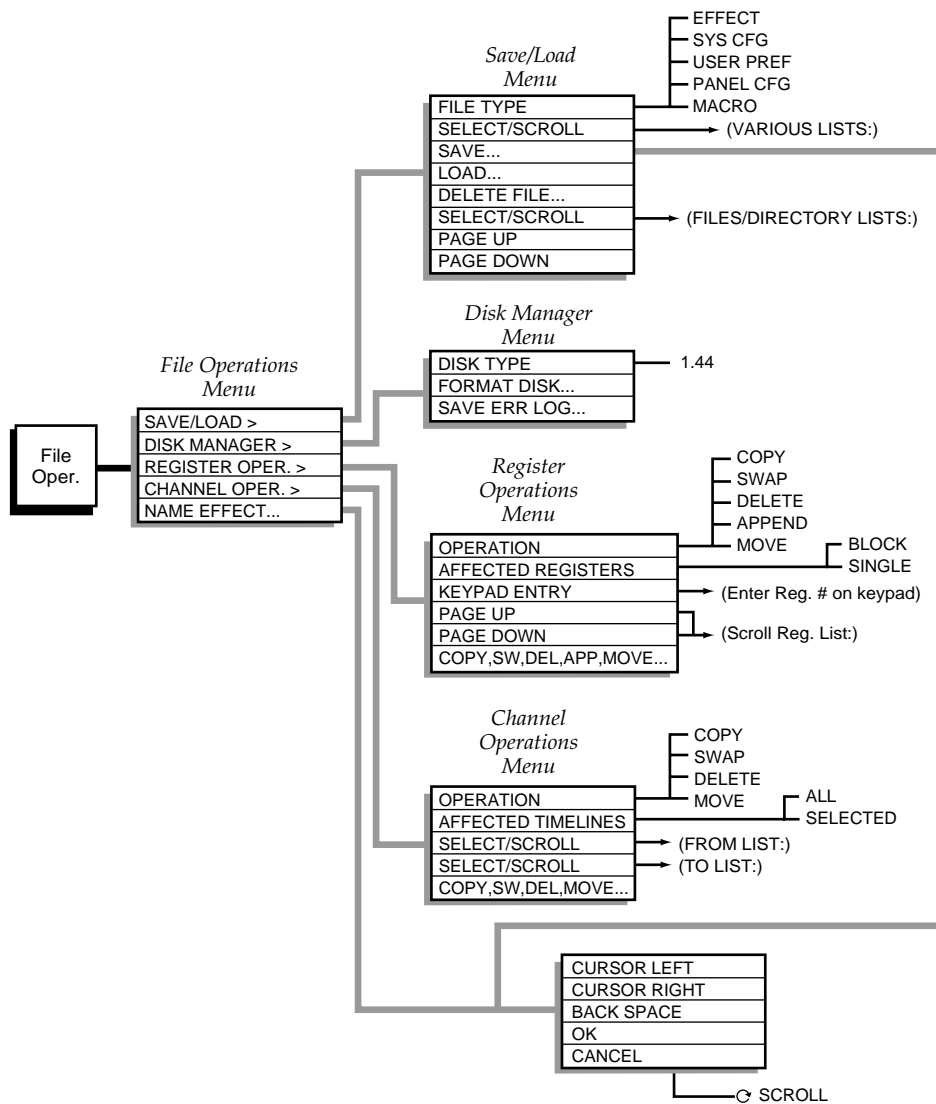 File
Oper.
File Operations
Menu
SAVE/LOAD >
DISK MANAGER >
REGISTER OPER. >
CHANNEL OPER. >
NAME EFFECT...
Save/Load
Menu
FILE TYPE
SELECT/SCROLL
SAVE...
LOAD...
DELETE FILE...
SELECT/SCROLL
PAGE UP
PAGE DOWN
EFFECT
SYS CFG
USER PREF
PANEL CFG
MACRO
(VARIOUS LISTS:)
(FILES/DIRECTORY LISTS:)
Disk Manager
Menu
DISK TYPE
FORMAT DISK...
SAVE ERR LOG...
1.44
Register
Operations
Menu
OPERATION
AFFECTED REGISTERS
KEYPAD ENTRY
PAGE UP
PAGE DOWN
COPY,SW,DEL,APP,MOVE...
COPY
SWAP
DELETE
APPEND
MOVE
BLOCK
SINGLE
(Enter Reg. # on keypad)
(Scroll Reg. List:)
Channel
Operations
Menu
OPERATION
AFFECTED TIMELINES
SELECT/SCROLL
SELECT/SCROLL
COPY,SW,DEL,MOVE...
COPY
SWAP
DELETE
MOVE
ALL
SELECTED
(FROM LIST:)
(TO LIST:)
CURSOR LEFT
CURSOR RIGHT
BACK SPACE
OK
CANCEL
SCROLL